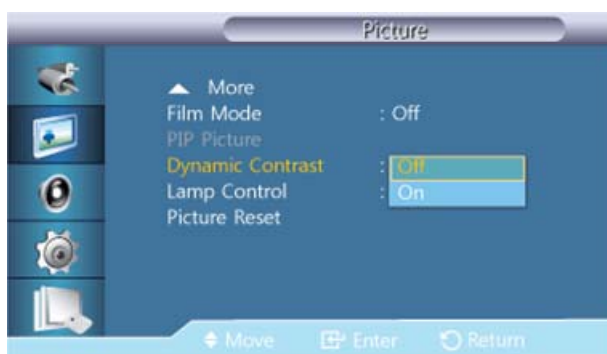 Picture
More
Film Mode : Off
PIP Picture
Dynamic Contrast : Off
Lamp Control : On
Picture Reset
Move Enter Return